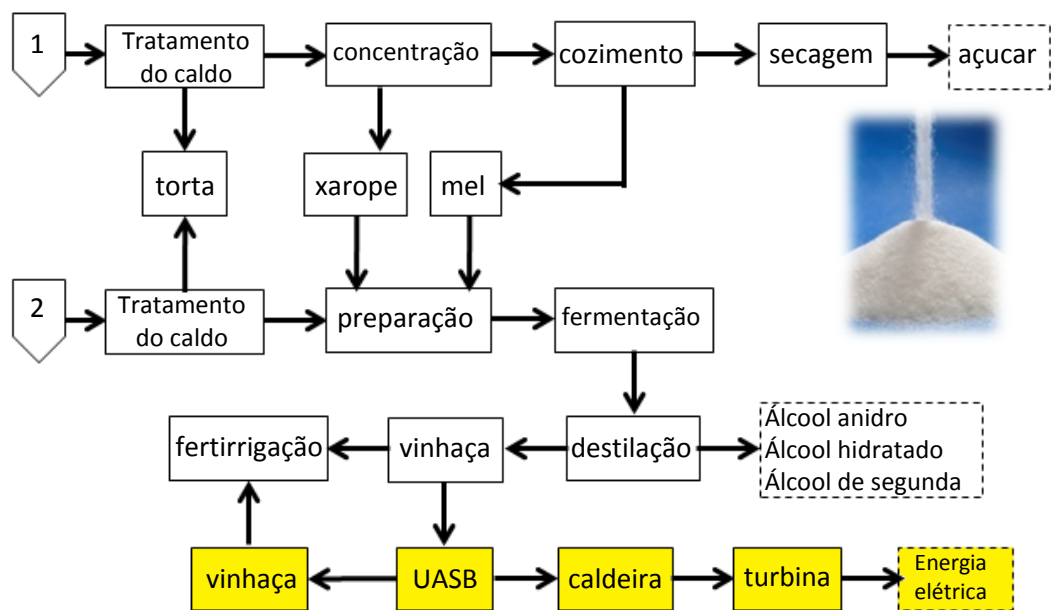 1
Tratamento
do caldo
concentração
cozimento
secagem
açucar
torta
xarope
mel
2
Tratamento
do caldo
preparação
fermentação
fertirrigação
vinhaça
destilação
Álcool anidro
Álcool hidratado
Álcool de segunda
vinhaça
UASB
caldeira
turbina
Energia
elétrica